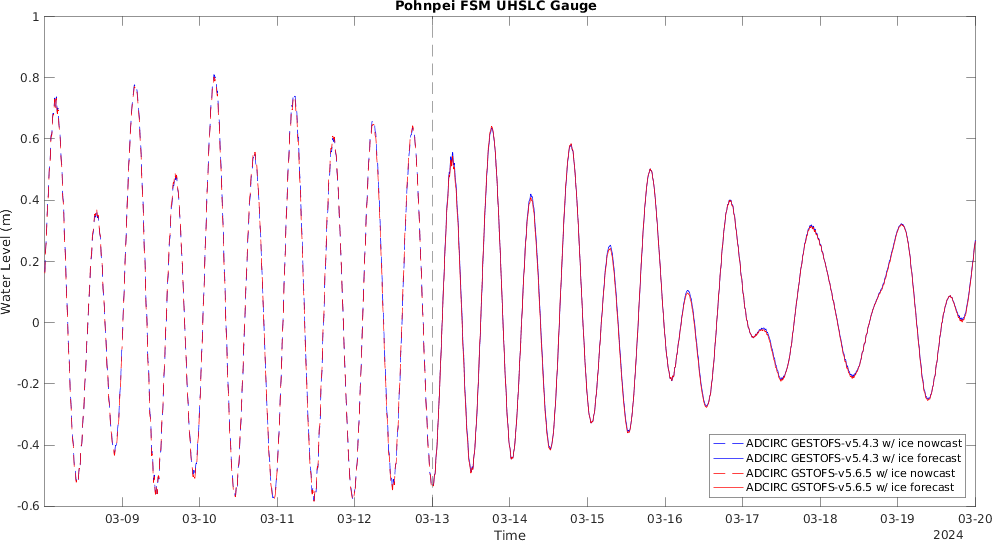 Pohnpei FSM UHSLC Gauge
Water Level (m)
1
0.8
0.6
0.4
0.2
0
-0.2
-0.4
-0.6
ADCIRC GESTOFS-v5.4.3 w/ ice nowcast
ADCIRC GESTOFS-v5.4.3 w/ ice forecast
ADCIRC GSTOFS-v5.6.5 w/ ice nowcast
ADCIRC GSTOFS-v5.6.5 w/ ice forecast
03-09 03-10 03-11 03-12 03-13 03-14 03-15 03-16 03-17 03-18 03-19 03-20
Time
2024